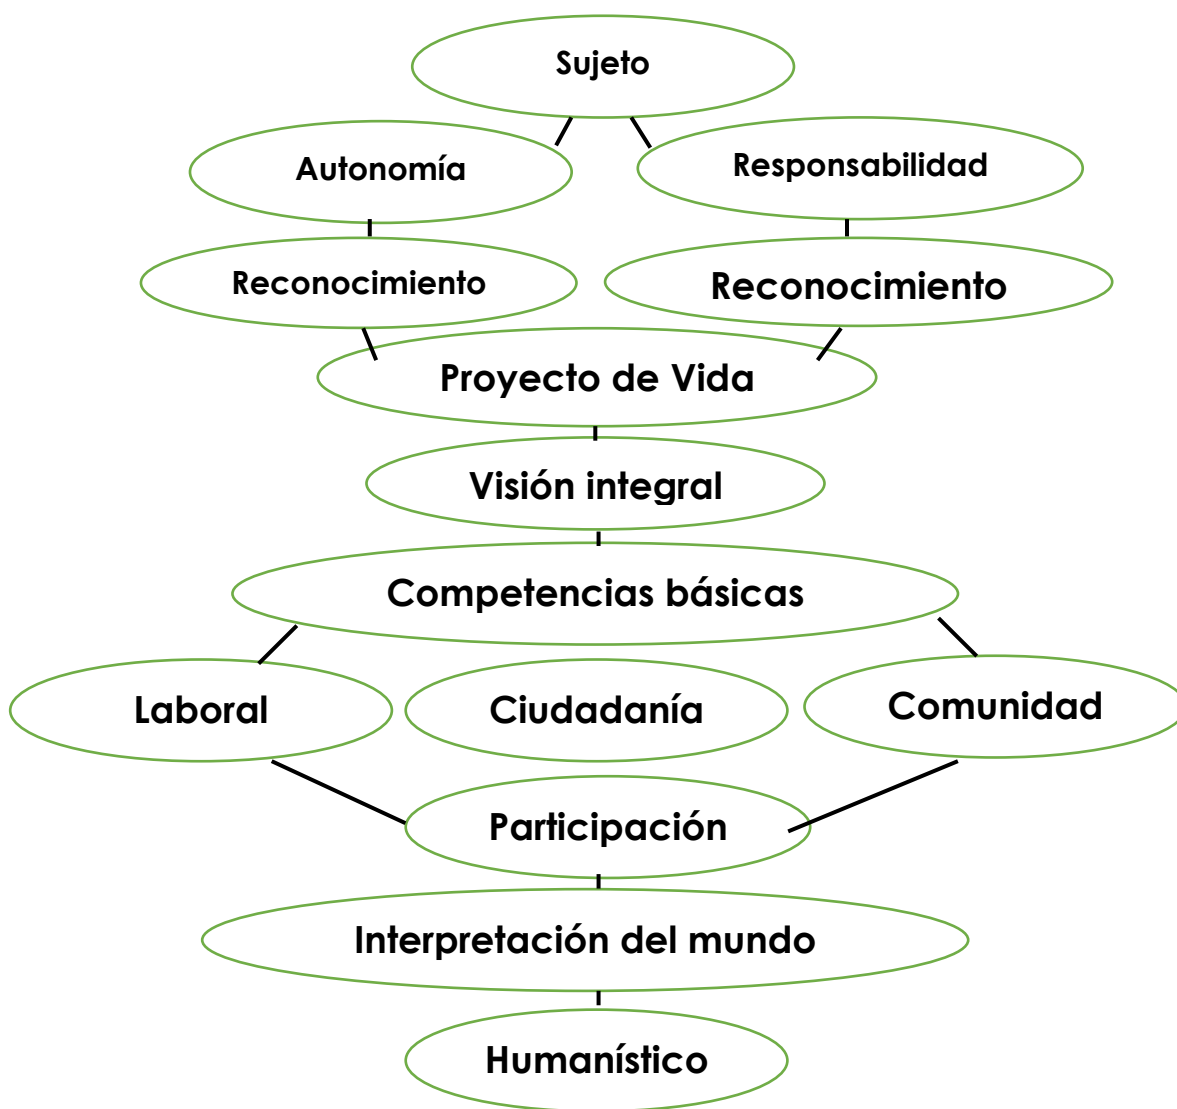 Sujeto
Autonomía
Responsabilidad
Reconocimiento
Reconocimiento
Proyecto de Vida
Visión integral
Competencias básicas
Laboral
Ciudadanía
Comunidad
Participación
Interpretación del mundo
Humanístico